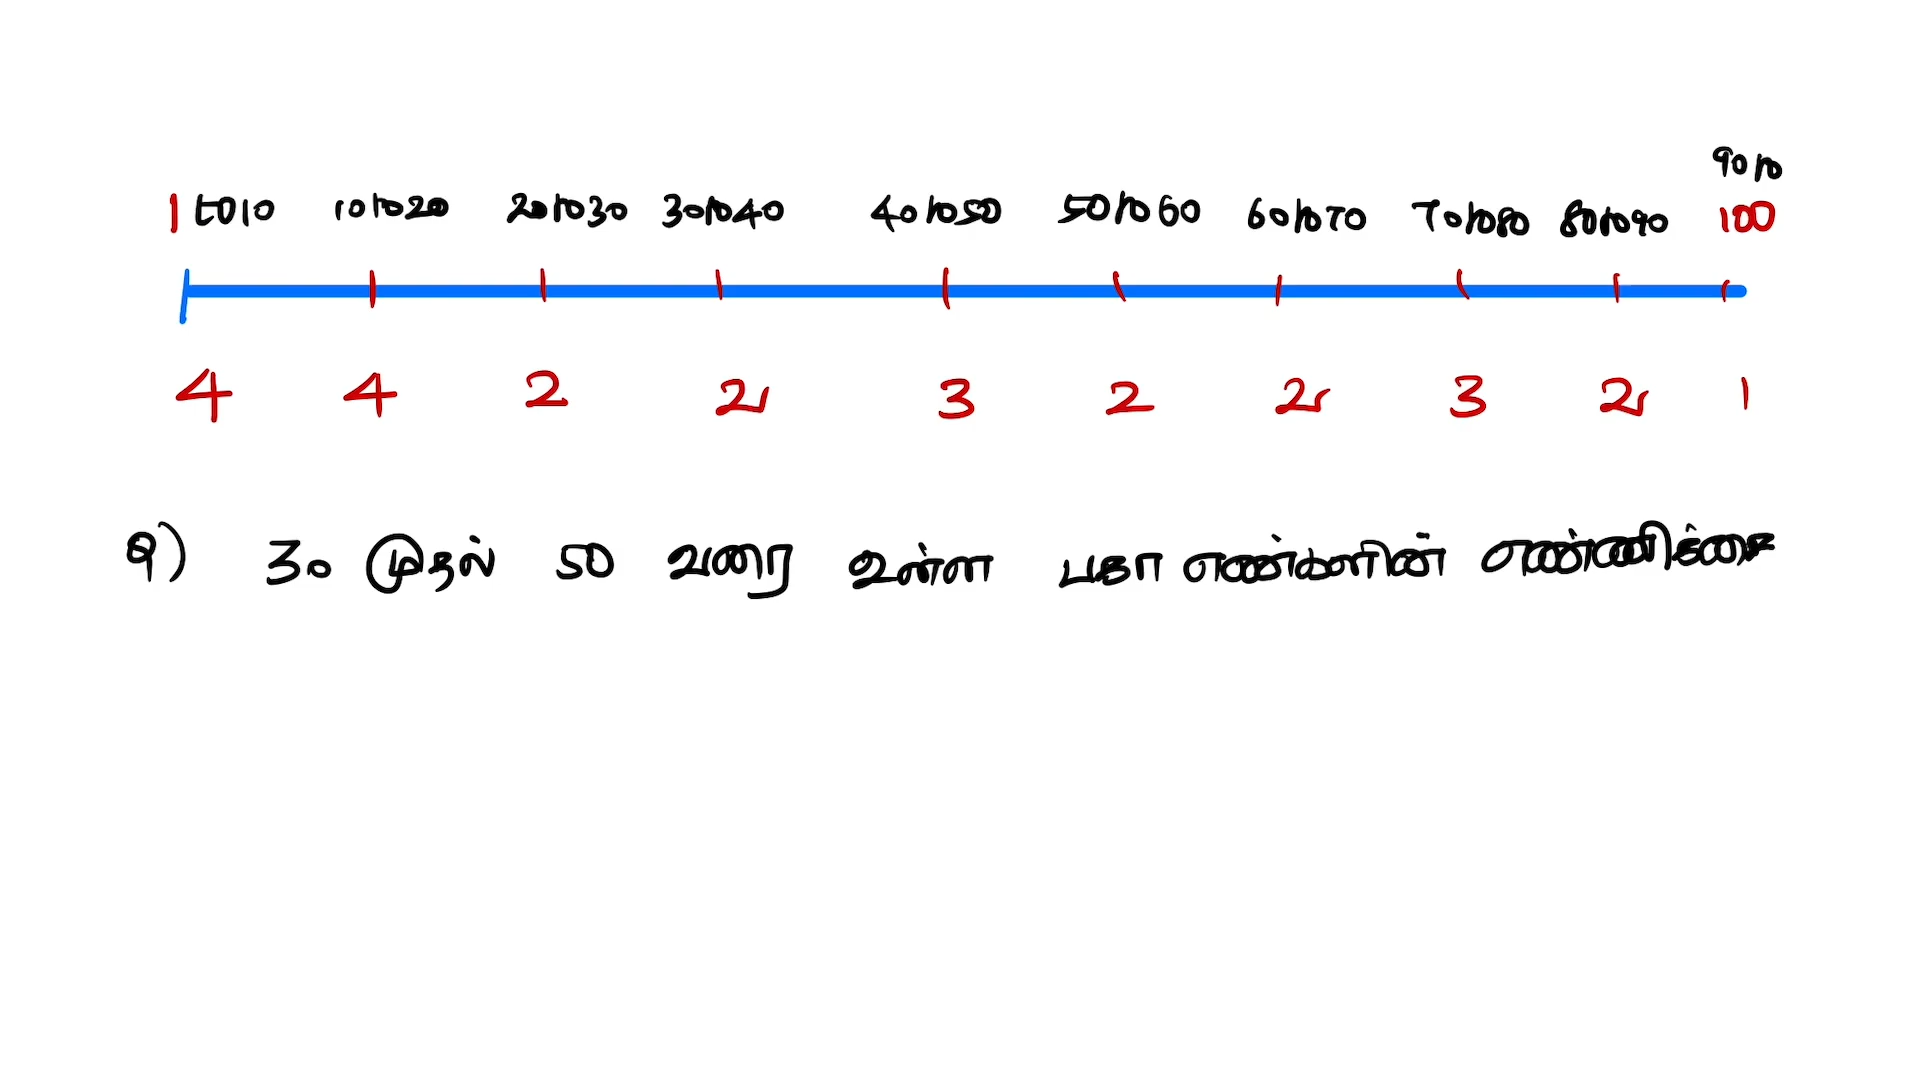 90 to
1 to 10 10 to 20 20 to 30 30 to 40 40 to 50 50 to 60 60 to 70 70 to 80 80 to 90 100
4 4 2 2 3 2 2 3 2 1
Q) 30 முதல் 50 வரை உள்ள பகா எண்களின் எண்ணிக்கை